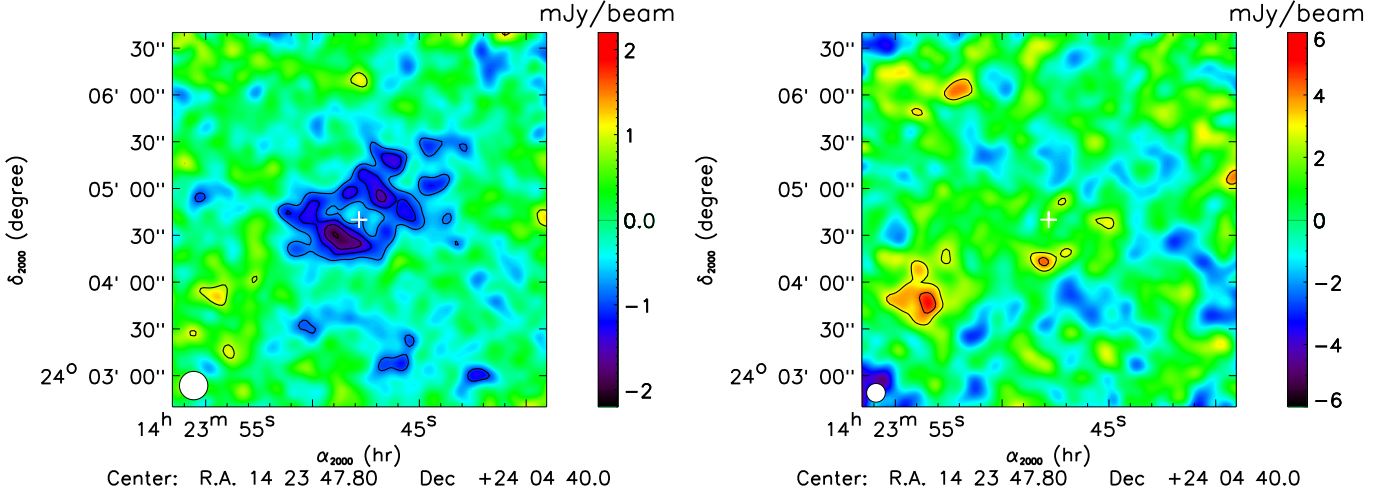 mJy/beam
30''
06' 00''
30''
05' 00''
30''
04' 00''
30''
24° 03' 00''
δ2000 (degree)
2
1
0.0
−1
−2
14h 23m 55s 45s
α2000 (hr)
Center: R.A. 14 23 47.80 Dec +24 04 40.0
mJy/beam
30''
06' 00''
30''
05' 00''
30''
04' 00''
30''
24° 03' 00''
δ2000 (degree)
6
4
2
0
−2
−4
−6
14h 23m 55s 45s
α2000 (hr)
Center: R.A. 14 23 47.80 Dec +24 04 40.0